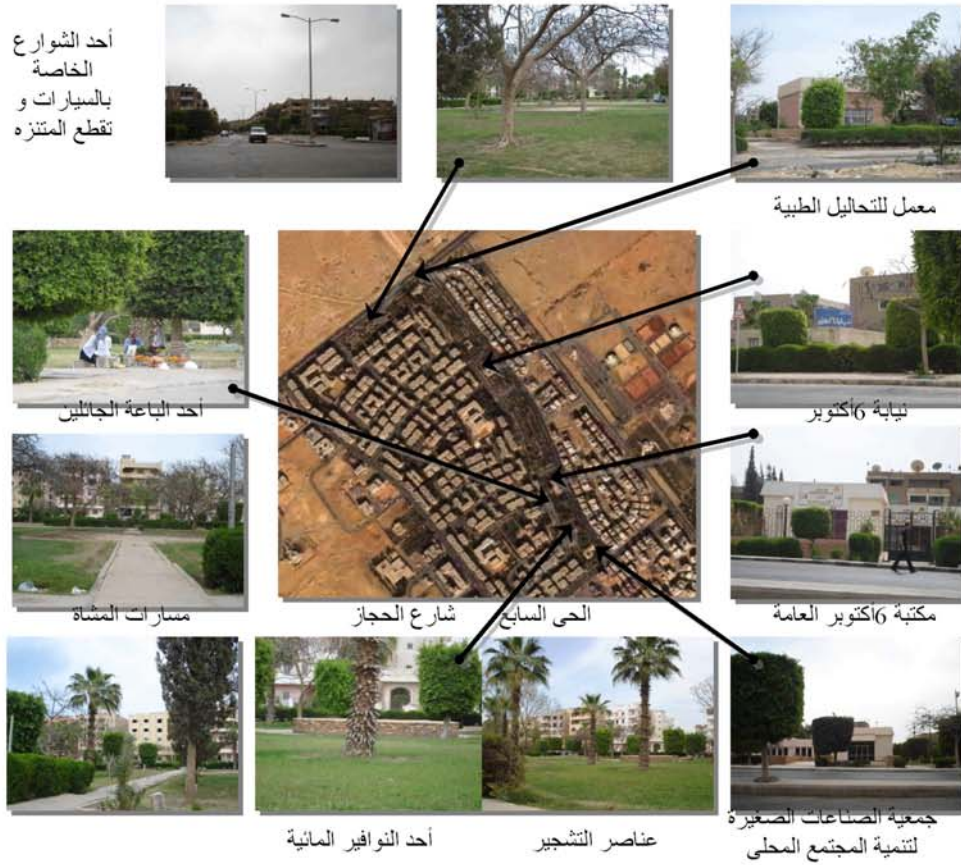 أحد الشوارع
الخاصة
بالسيارات و
تقطع المتنزه
معمل للتحاليل الطبية
أحد الباعة الجائلين
نيابة 6أكتوبر
مسارات المشاة
الحى السابع
شارع الحجاز
مكتبة 6أكتوبر العامة
أحد النوافير المائية
عناصر التشجير
جمعية الصناعات الصغيرة
لتنمية المجتمع المحلى